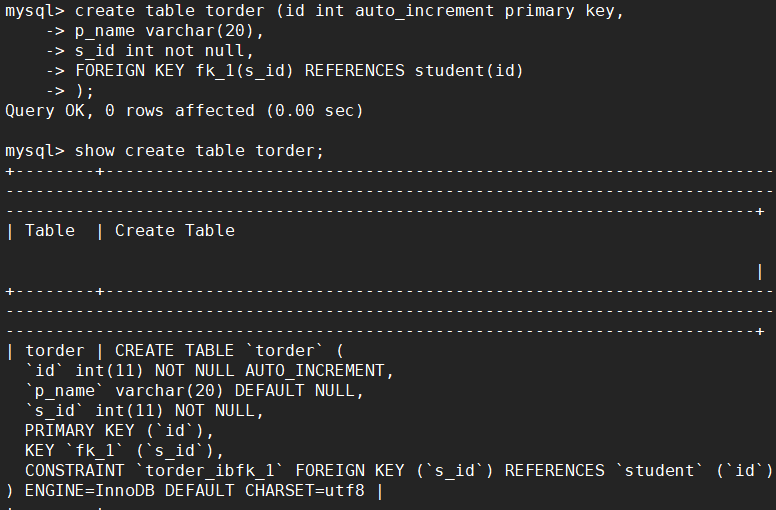 mysql> create table torder (id int auto_increment primary key,
    -> p_name varchar(20),
    -> s_id int not null,
    -> FOREIGN KEY fk_1(s_id) REFERENCES student(id)
    -> );
Query OK, 0 rows affected (0.00 sec)

mysql> show create table torder;
+--------+-------------------------------------------------------------------
-----------------------------------------------------------------------------
---------------------------------------------------------------------------+
| Table  | Create Table

                                                                           |
+--------+-------------------------------------------------------------------
-----------------------------------------------------------------------------
---------------------------------------------------------------------------+
| torder | CREATE TABLE `torder` (
  `id` int(11) NOT NULL AUTO_INCREMENT,
  `p_name` varchar(20) DEFAULT NULL,
  `s_id` int(11) NOT NULL,
  PRIMARY KEY (`id`),
  KEY `fk_1` (`s_id`),
  CONSTRAINT `torder_ibfk_1` FOREIGN KEY (`s_id`) REFERENCES `student` (`id`)
) ENGINE=InnoDB DEFAULT CHARSET=utf8 |